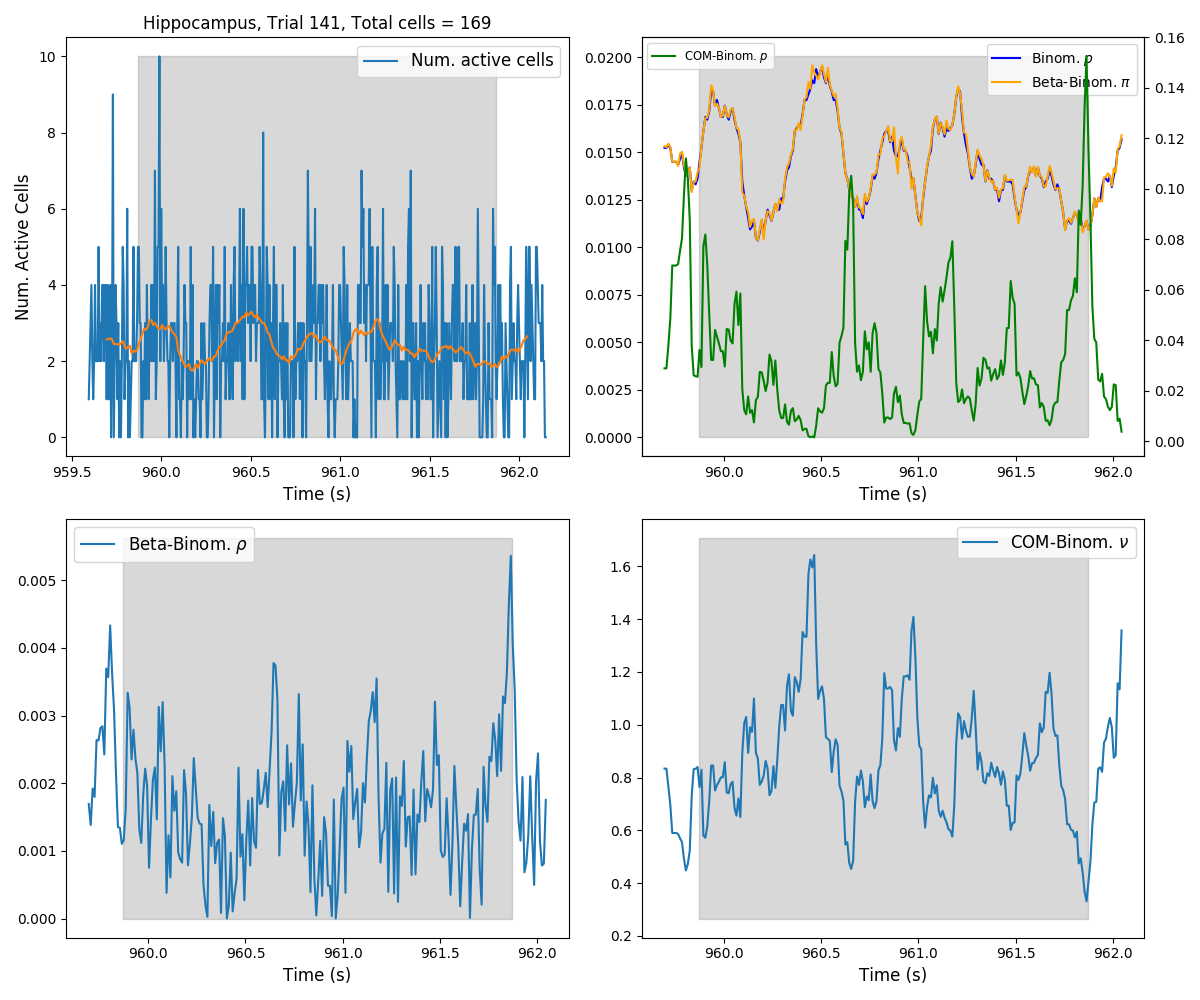 Hippocampus, Trial 141, Total cells = 169
Num. active cells
Num. Active Cells
10
8
6
4
2
0
959.5 960.0 960.5 961.0 961.5 962.0
Time (s)
COM-Binom. p
Binom. p
Beta-Binom. π
0.0200
0.0175
0.0150
0.0125
0.0100
0.0075
0.0050
0.0025
0.0000
0.16
0.14
0.12
0.10
0.08
0.06
0.04
0.02
0.00
960.0 960.5 961.0 961.5 962.0
Time (s)
Beta-Binom. ρ
0.005
0.004
0.003
0.002
0.001
0.000
960.0 960.5 961.0 961.5 962.0
Time (s)
COM-Binom. ν
1.6
1.4
1.2
1.0
0.8
0.6
0.4
0.2
960.0 960.5 961.0 961.5 962.0
Time (s)